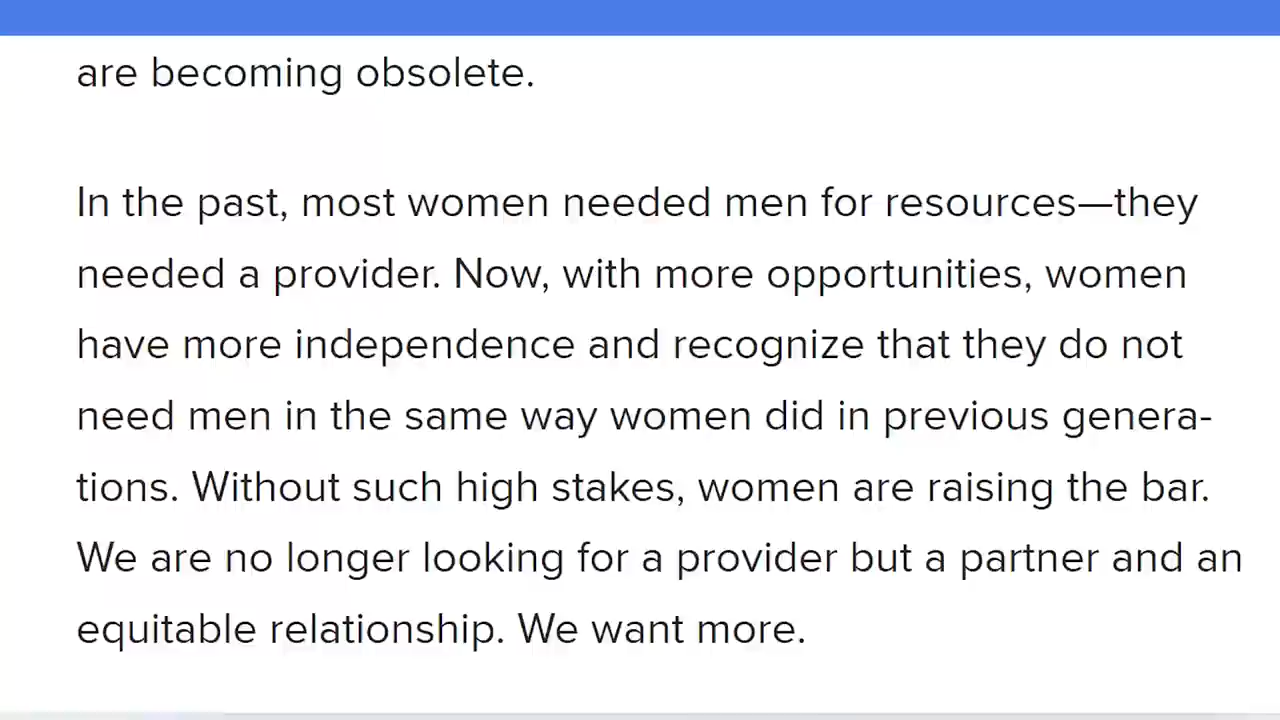 are becoming obsolete.
In the past, most women needed men for resources—they
needed a provider. Now, with more opportunities, women
have more independence and recognize that they do not
need men in the same way women did in previous genera-
tions. Without such high stakes, women are raising the bar.
We are no longer looking for a provider but a partner and an
equitable relationship. We want more.